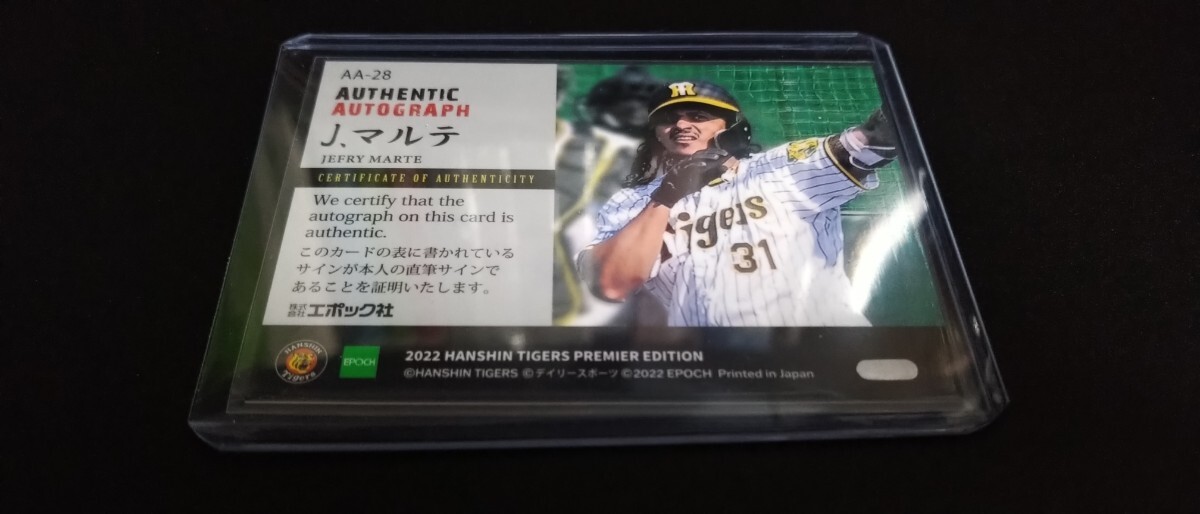 AA-28
AUTHENTIC
AUTOGRAPH
J.マルテ
JEFRY MARTE
CERTIFICATE OF AUTHENTICITY
We certify that the
autograph on this card is
authentic.
このカードの表に書かれている
サインが本人の直筆サインで
あることを証明いたします。
株式会社エポック社
Tigers
31
HANSHIN
Tigers
EPOCH
2022 HANSHIN TIGERS PREMIER EDITION
©HANSHIN TIGERS ©デイリースポーツ ©2022 EPOCH Printed in Japan